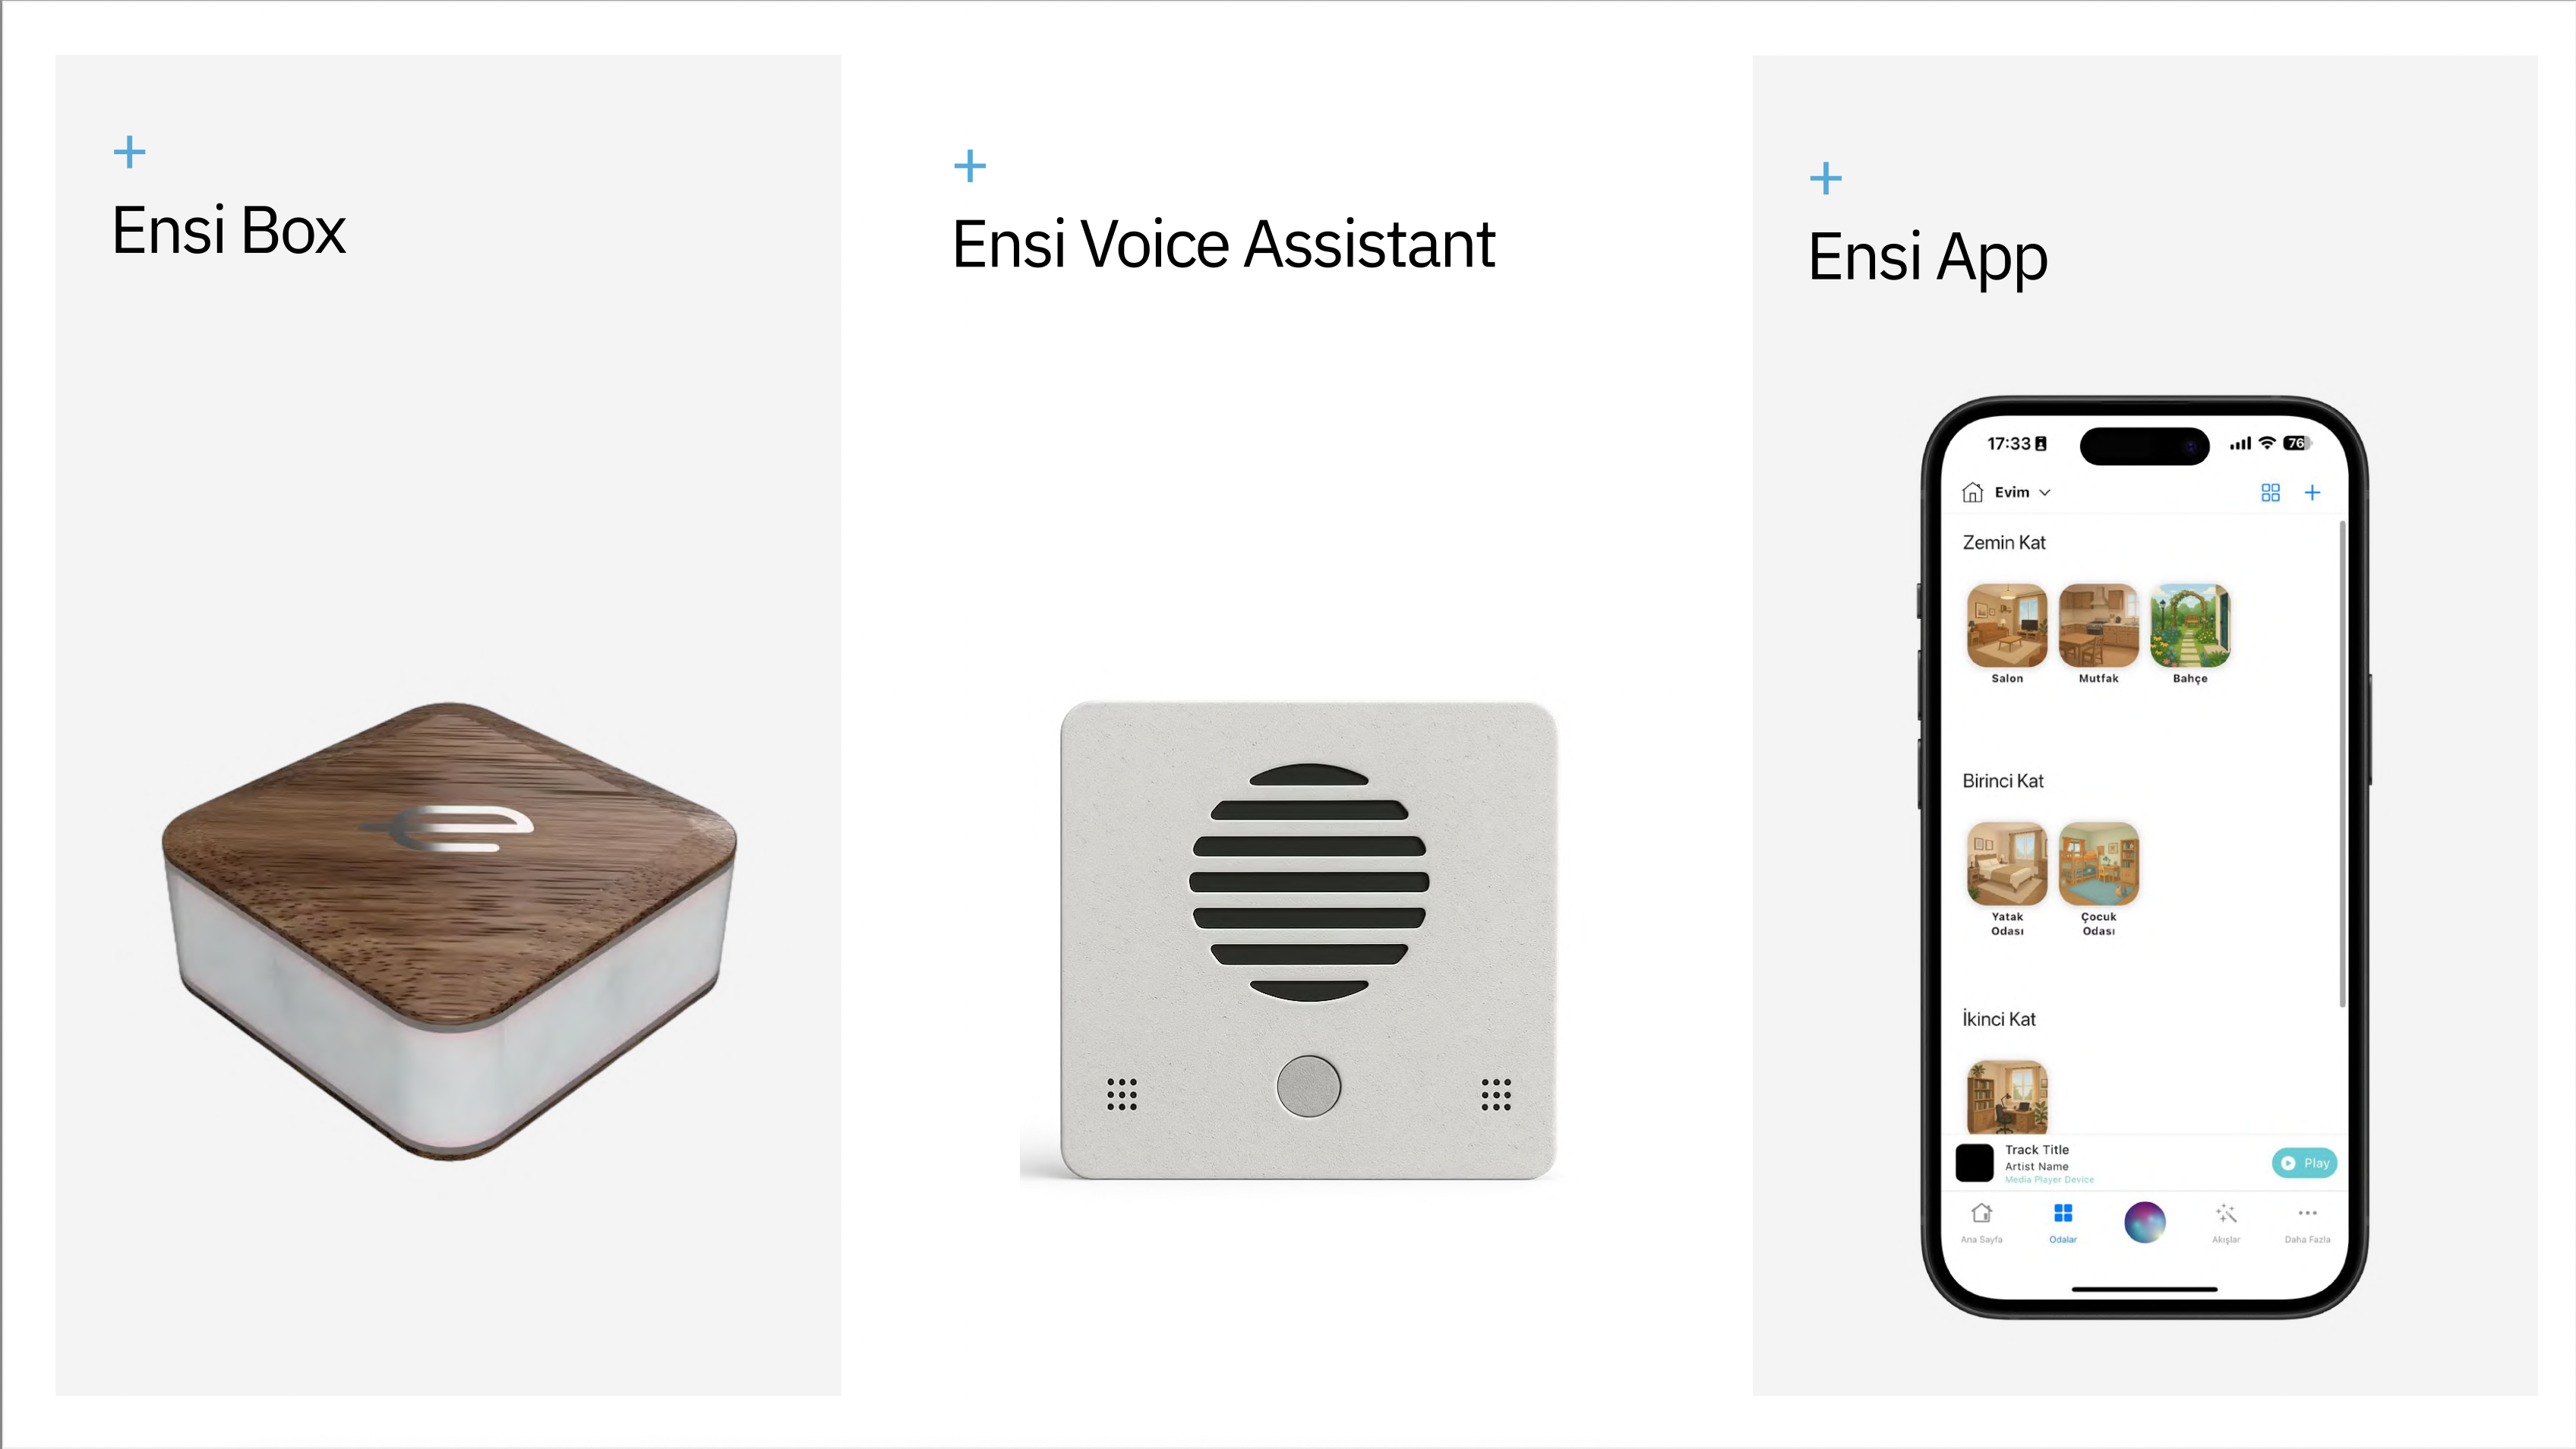 +
Ensi Box
+
Ensi Voice Assistant
+
Ensi App
17:33
76
Evim
Zemin Kat
Salon
Mutfak
Bahçe
Birinci Kat
Yatak
Odası
Çocuk
Odası
İkinci Kat
Track Title
Artist Name
Media Player Device
Play
Ana Sayfa
Odalar
Akışlar
Daha Fazla